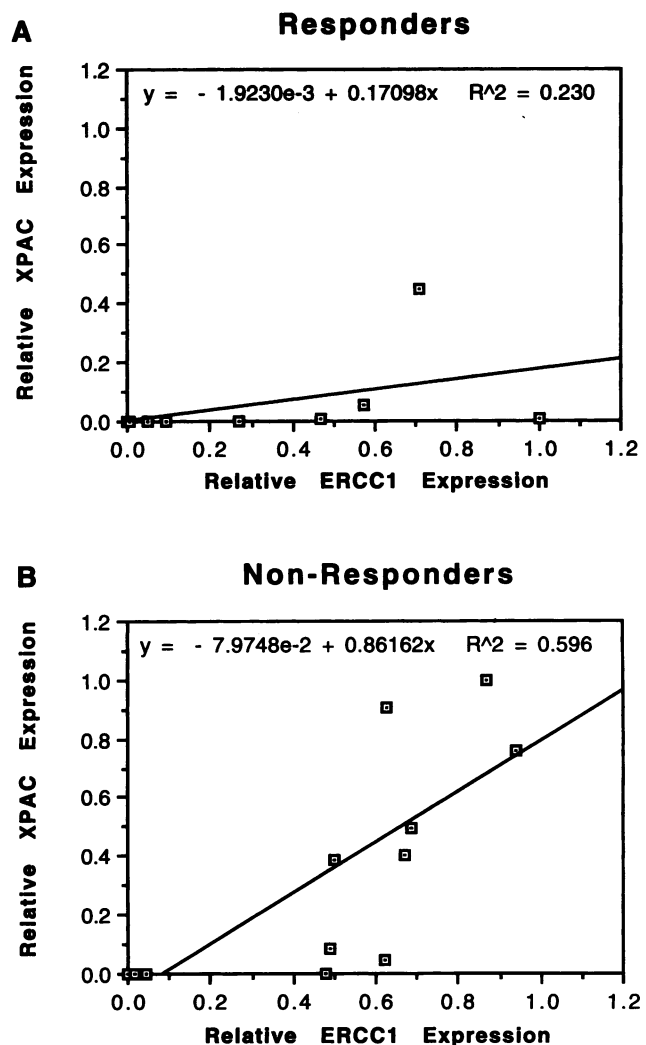 A
Responders
y = - 1.9230e-3 + 0.17098x R^2 = 0.230
Relative XPAC Expression
1.2
1.0
0.8
0.6
0.4
0.2
0.0
0.0 0.2 0.4 0.6 0.8 1.0 1.2
Relative ERCC1 Expression
B
Non-Responders
y = - 7.9748e-2 + 0.86162x R^2 = 0.596
Relative XPAC Expression
1.2
1.0
0.8
0.6
0.4
0.2
0.0
0.0 0.2 0.4 0.6 0.8 1.0 1.2
Relative ERCC1 Expression